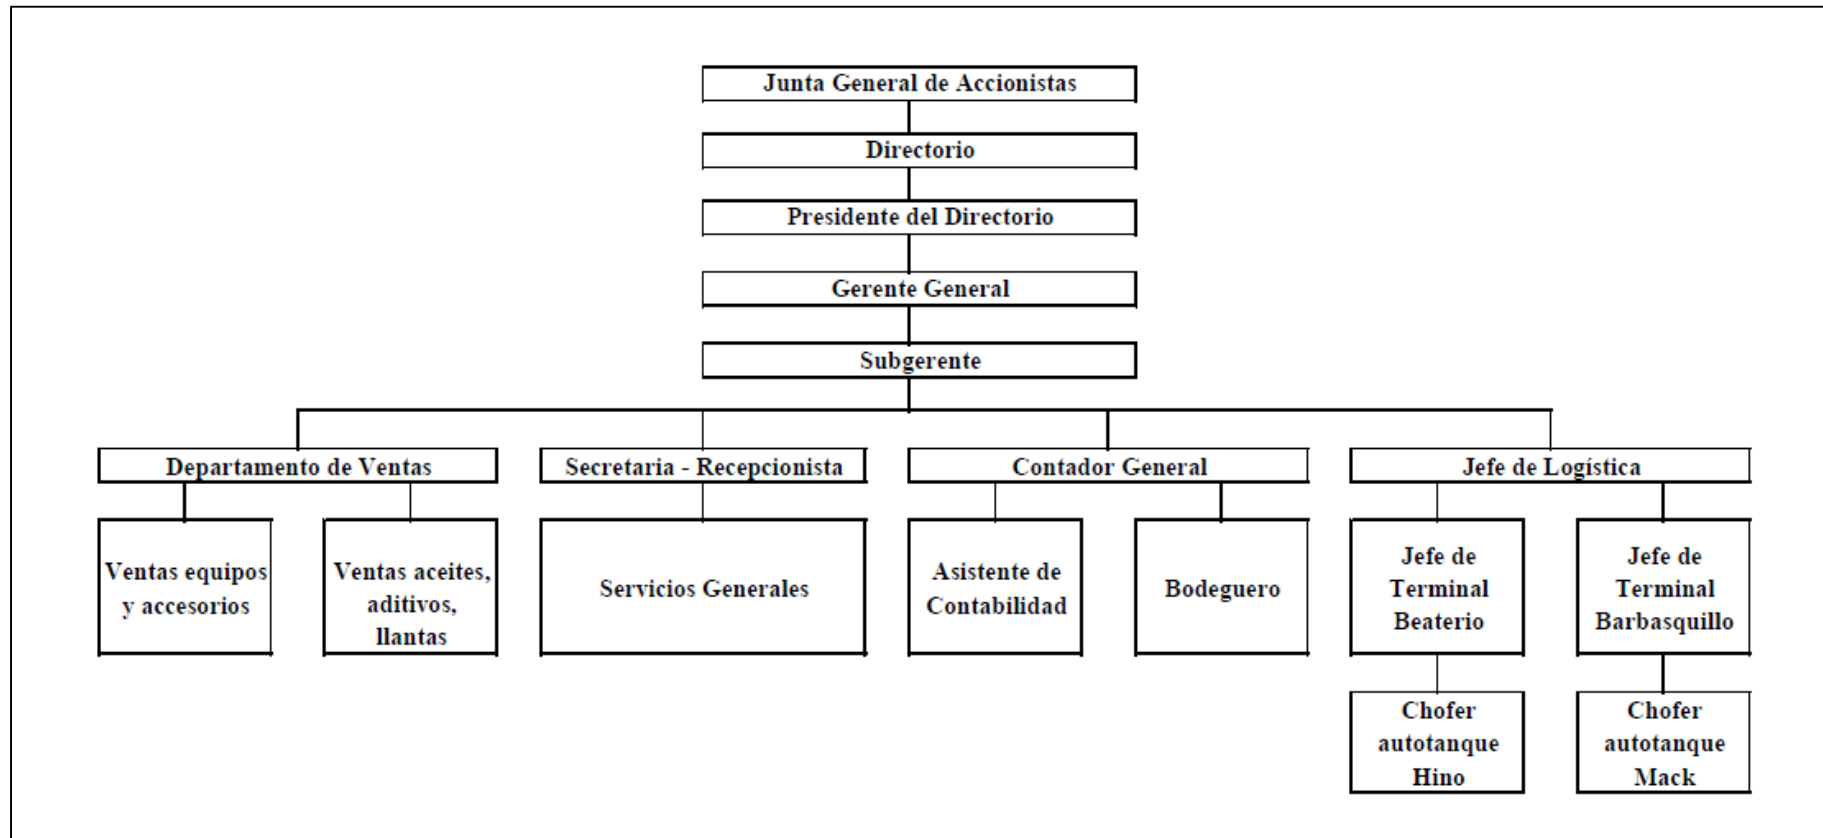 Junta General de Accionistas
Directorio
Presidente del Directorio
Gerente General
Subgerente
Departamento de Ventas
Secretaria - Recepcionista
Contador General
Jefe de Logística
Ventas equipos
y accesorios
Ventas aceites,
aditivos,
llantas
Servicios Generales
Asistente de
Contabilidad
Bodeguero
Jefe de
Terminal
Beaterio
Jefe de
Terminal
Barbasquillo
Chofer
autotanque
Hino
Chofer
autotanque
Mack